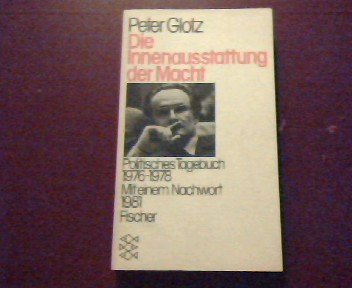 Peter Glotz
Die
Innenausstattung
der Macht
Politisches Tagebuch
1976-1978
Mit einem Nachwort
1981
Fischer